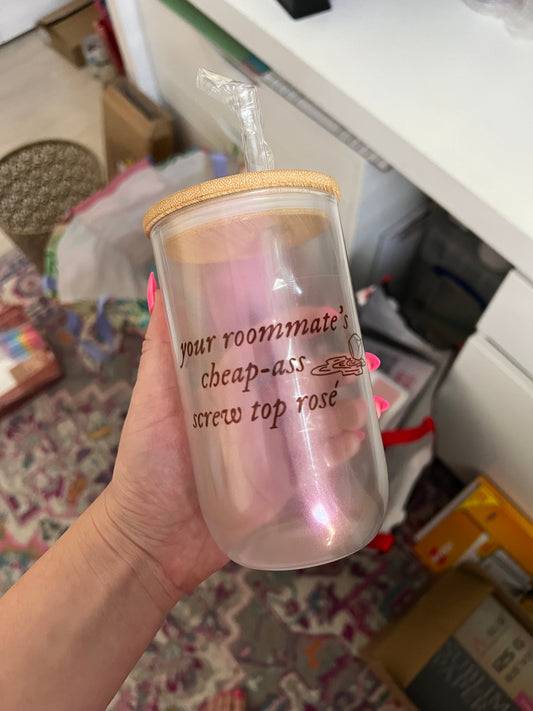 your roommate's
cheap-ass
screw top rosé